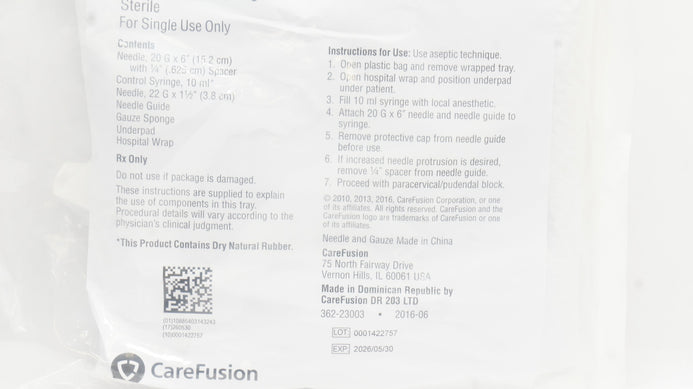 Sterile
For Single Use Only
Contents
Needle, 20 G x 6" (15.2 cm)
with ¼" (.625 cm) Spacer
Control Syringe, 10 ml*
Needle, 22 G x 1½" (3.8 cm)
Needle Guide
Gauze Sponge
Underpad
Hospital Wrap
Rx Only
Do not use if package is damaged.
These instructions are supplied to explain
the use of components in this tray.
Procedural details will vary according to the
physician's clinical judgment.
*This Product Contains Dry Natural Rubber.
(01)10885403143243
(17)260530
(10)0001422757
CareFusion
Instructions for Use: Use aseptic technique.
1. Open plastic bag and remove wrapped tray.
2. Open hospital wrap and position underpad
under patient.
3. Fill 10 ml syringe with local anesthetic.
4. Attach 20 G x 6" needle and needle guide to
syringe.
5. Remove protective cap from needle guide
before use.
6. If increased needle protrusion is desired,
remove ¼" spacer from needle guide.
7. Proceed with paracervical/pudendal block.
© 2010, 2013, 2016, CareFusion Corporation, or one
of its affiliates. All rights reserved. CareFusion and the
CareFusion logo are trademarks of CareFusion or one
of its affiliates.
Needle and Gauze Made in China
CareFusion
75 North Fairway Drive
Vernon Hills, IL 60061 USA
Made in Dominican Republic by
CareFusion DR 203 LTD
362-23003 • 2016-06
LOT: 0001422757
EXP: 2026/05/30